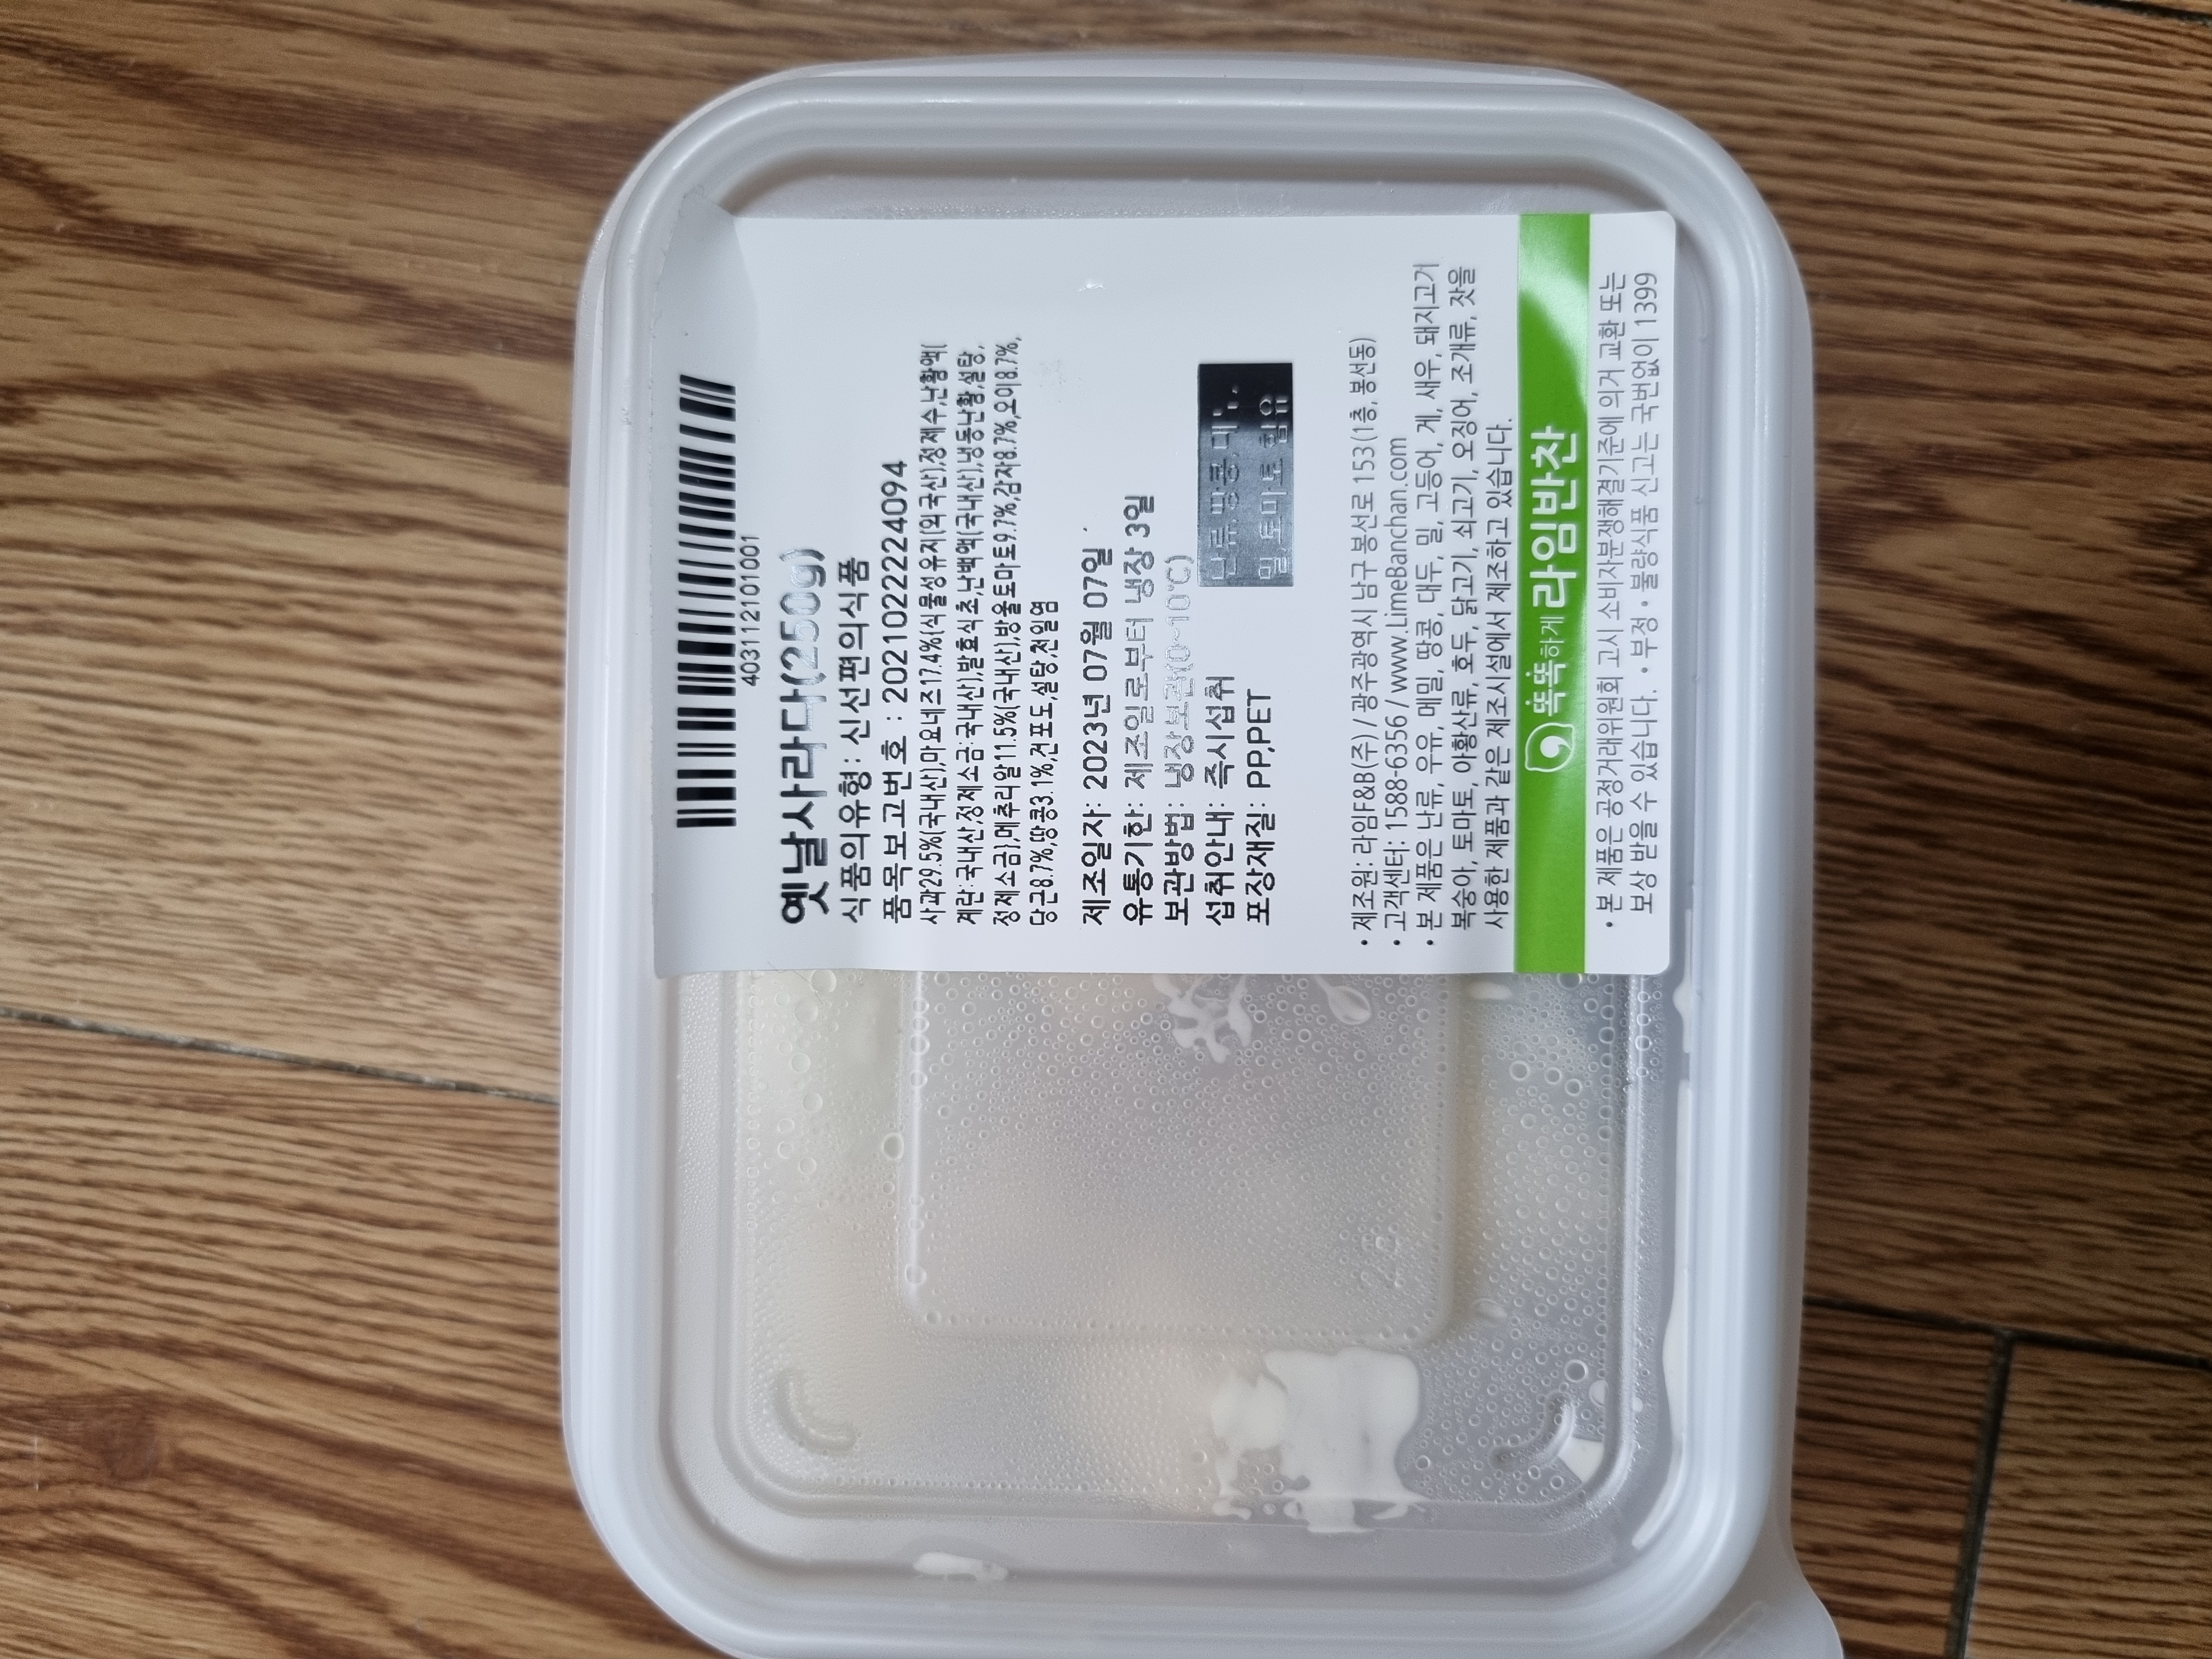 4031121101001
옛날사라다(250g)
식품의유형: 신선편의식품
품목보고번호 : 20210222224094
사과29.5%(국내산),마요네즈17.4%(식물성유지(외국산),정제수,난황액(
계란:국내산,정제소금:국내산),발효식초,난백액(국내산),냉동난황,설탕,
정제소금},메추리알11.5%(국내산),방울토마토9.7%,감자8.7%,오이8.7%,
당근8.7%,땅콩3.1%,건포도,설탕,천일염
제조일자: 2023년 07월 07일
유통기한: 제조일로부터 냉장 3일
보관방법: 냉장보관(0~10℃)
섭취안내: 즉시섭취
포장재질: PP,PET
난류,땅콩,대두,
밀,토마토 함유
• 제조원: 라임F&B(주) / 광주광역시 남구 봉선로 153(1층, 봉선동)
• 고객센터: 1588-6356 / www.LimeBanchan.com
• 본 제품은 난류, 우유, 메밀, 땅콩, 대두, 밀, 고등어, 게, 새우, 돼지고기
복숭아, 토마토, 아황산류, 호두, 닭고기, 쇠고기, 오징어, 조개류, 잣을
사용한 제품과 같은 제조시설에서 제조하고 있습니다.
똑똑하게 라임반찬
• 본 제품은 공정거래위원회 고시 소비자분쟁해결기준에 의거 교환 또는
보상 받을 수 있습니다. • 부정 • 불량식품 신고는 국번없이 1399